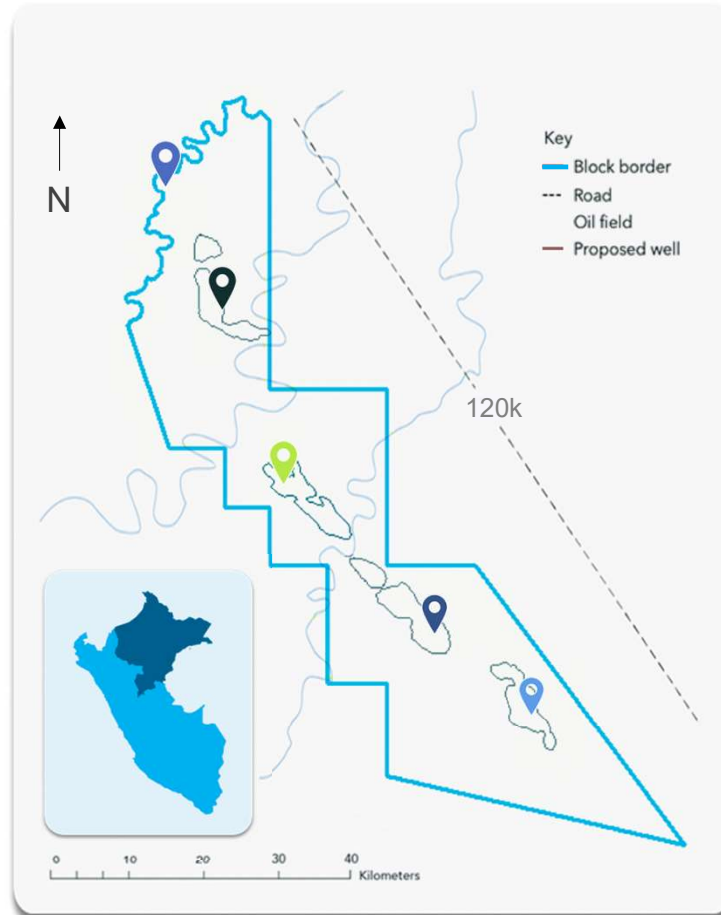 N
Key
Block border
Road
Oil field
Proposed well
120k
0 10 20 30 40
Kilometers